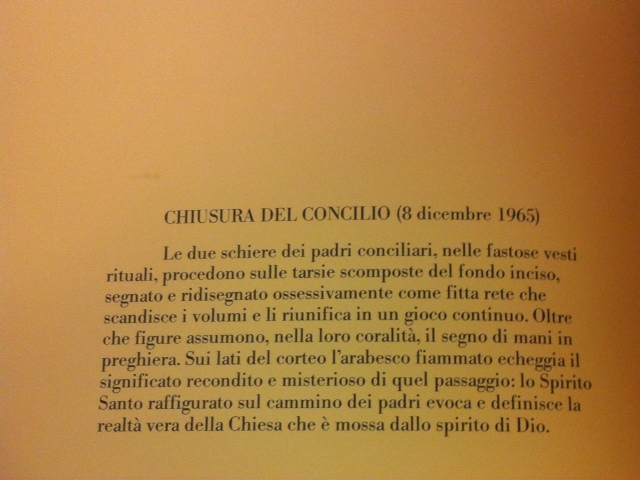 CHIUSURA DEL CONCILIO (8 dicembre 1965)
Le due schiere dei padri conciliari, nelle fastose vesti
rituali, procedono sulle tarsie scomposte del fondo inciso,
segnato e ridisegnato ossessivamente come fitta rete che
scandisce i volumi e li riunifica in un gioco continuo. Oltre
che figure assumono, nella loro coralità, il segno di mani in
preghiera. Sui lati del corteo l'arabesco fiammato echeggia il
significato recondito e misterioso di quel passaggio: lo Spirito
Santo raffigurato sul cammino dei padri evoca e definisce la
realtà vera della Chiesa che è mossa dallo spirito di Dio.